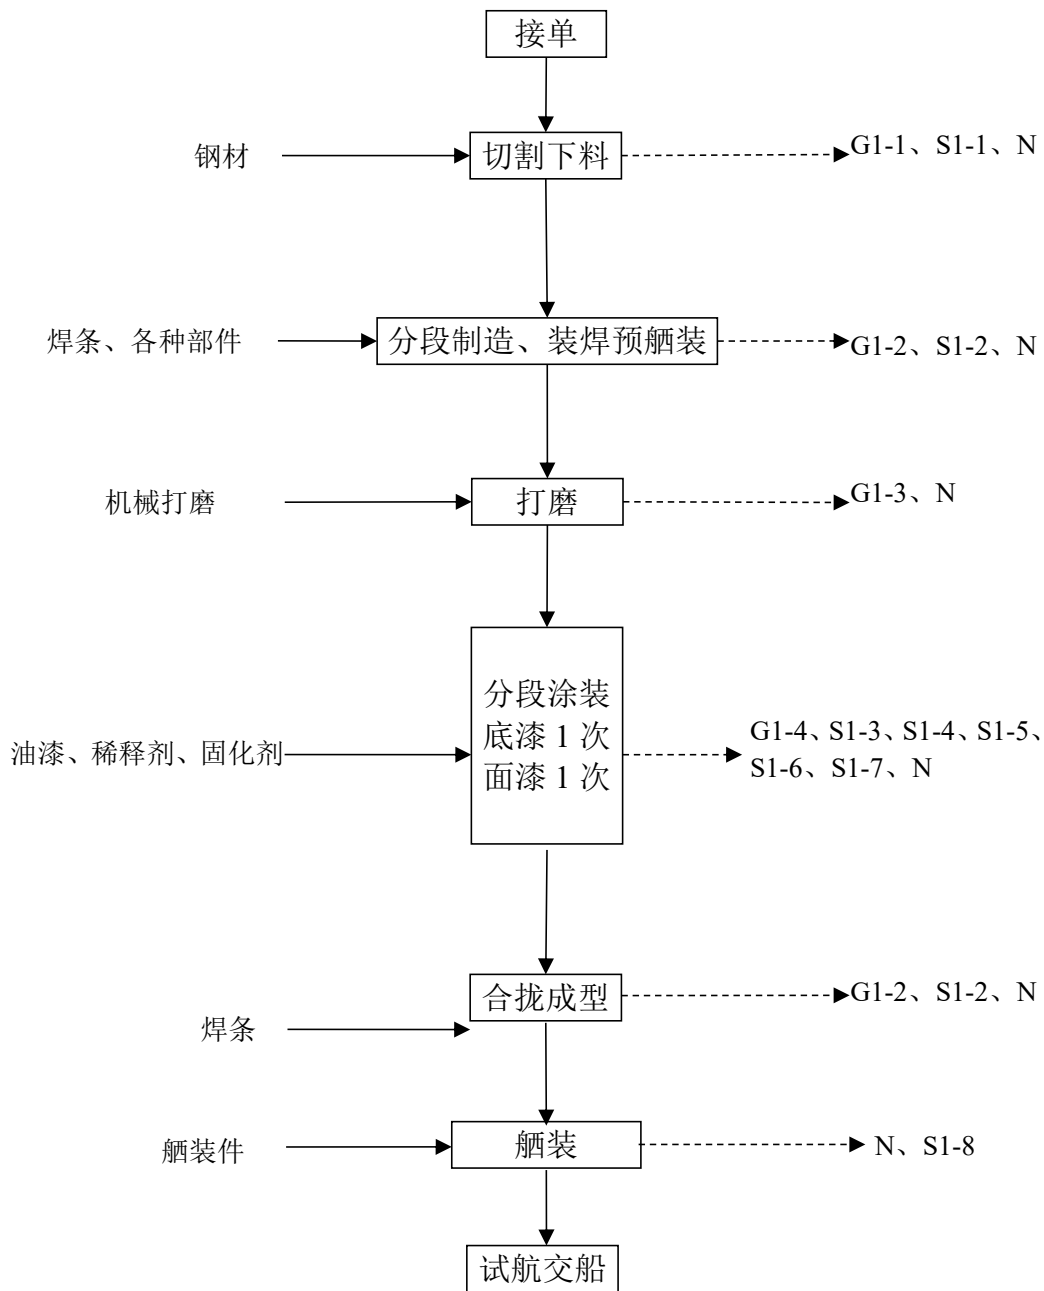 接单
钢材
切割下料
G1-1、S1-1、N
焊条、各种部件
分段制造、装焊预舾装
G1-2、S1-2、N
机械打磨
打磨
G1-3、N
油漆、稀释剂、固化剂
分段涂装
底漆 1 次
面漆 1 次
G1-4、S1-3、S1-4、S1-5、
S1-6、S1-7、N
合拢成型
G1-2、S1-2、N
焊条
舾装件
舾装
N、S1-8
试航交船